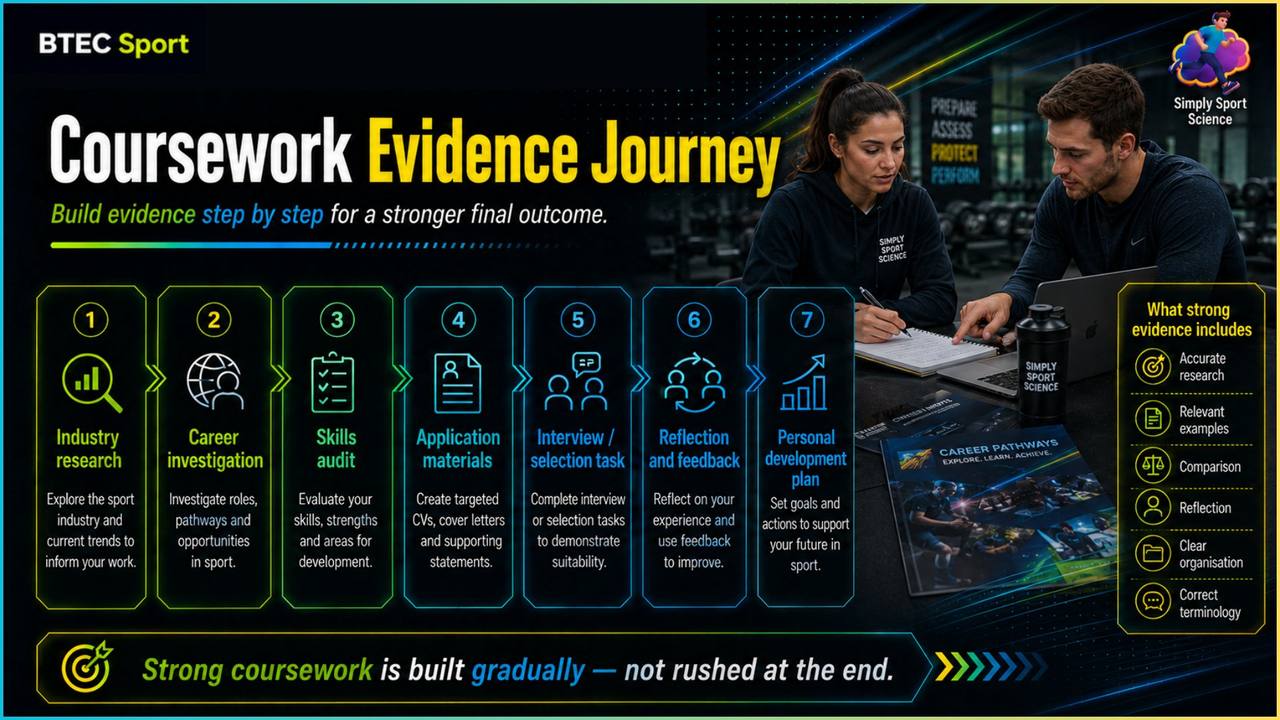 BTEC Sport
Simply Sport
Science
Coursework Evidence Journey
Build evidence step by step for a stronger final outcome.
PREPARE
ASSESS
PROTECT
PERFORM
SIMPLY
SPORT
SCIENCE
1
Industry
research
Explore the sport
industry and
current trends to
inform your work.
2
Career
investigation
Investigate roles,
pathways and
opportunities
in sport.
3
Skills
audit
Evaluate your
skills, strengths
and areas for
development.
4
Application
materials
Create targeted
CVs, cover letters
and supporting
statements.
5
Interview /
selection task
Complete interview
or selection tasks
to demonstrate
suitability.
6
Reflection
and feedback
Reflect on your
experience and
use feedback
to improve.
7
Personal
development
plan
Set goals and
actions to support
your future in
sport.
SIMPLY
SPORT
SCIENCE
CAREER PATHWAYS
EXPLORE. LEARN. ACHIEVE.
What strong
evidence includes
Accurate
research
Relevant
examples
Comparison
Reflection
Clear
organisation
Correct
terminology
Strong coursework is built gradually — not rushed at the end.